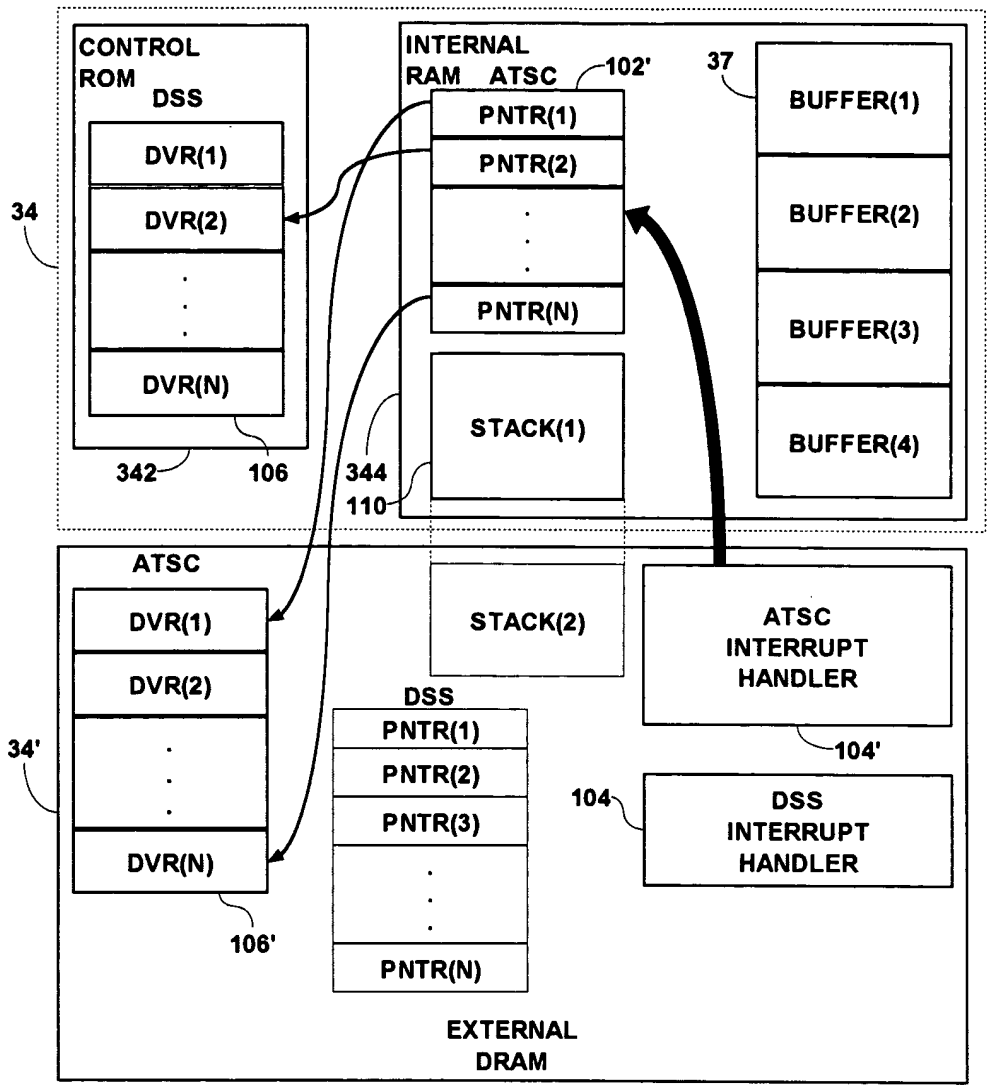 CONTROL
ROM
DSS
DVR(1)
DVR(2)
.
.
.
DVR(N)
34
342
106
INTERNAL
RAM ATSC
102'
PNTR(1)
PNTR(2)
.
.
.
PNTR(N)
STACK(1)
344
110
37
BUFFER(1)
BUFFER(2)
BUFFER(3)
BUFFER(4)
ATSC
DVR(1)
DVR(2)
.
.
.
DVR(N)
34'
106'
STACK(2)
DSS
PNTR(1)
PNTR(2)
PNTR(3)
.
.
.
PNTR(N)
ATSC
INTERRUPT
HANDLER
104'
104
DSS
INTERRUPT
HANDLER
EXTERNAL
DRAM